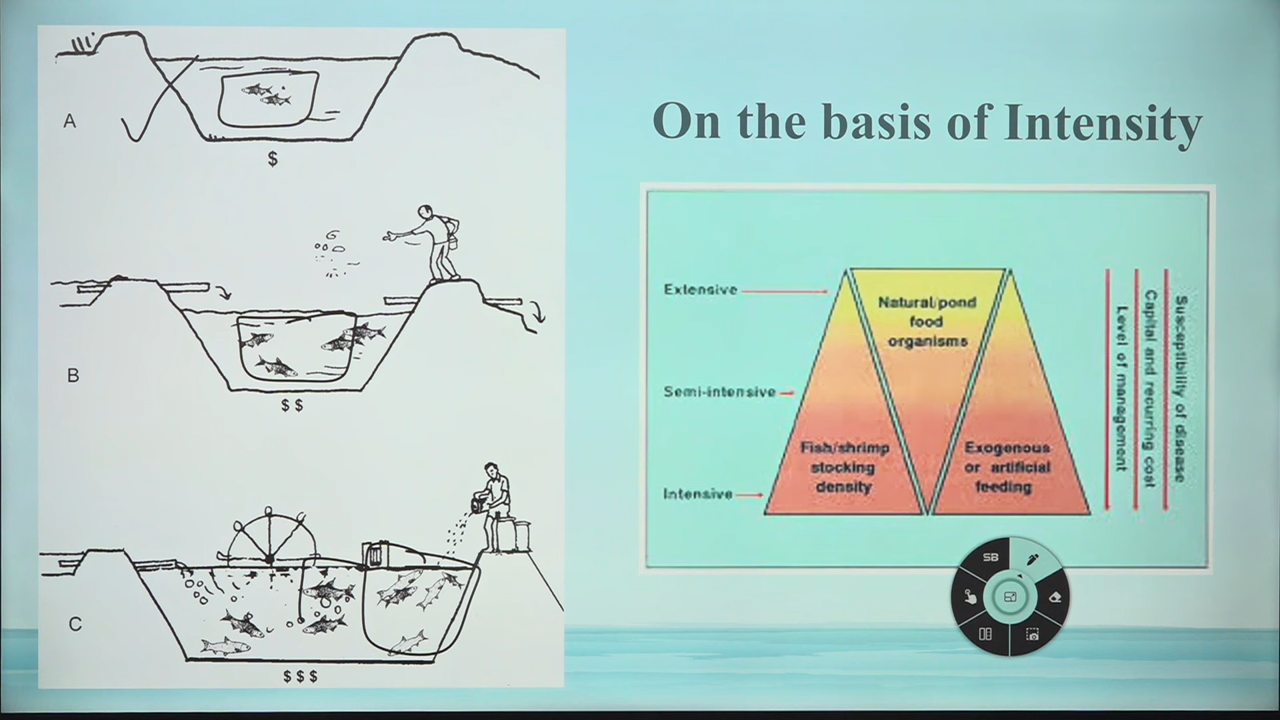 A
$
B
$$
C
$$$
On the basis of Intensity
Extensive
Semi-intensive
Intensive
Natural/pond
food
organisms
Fish/shrimp
stocking
density
Exogenous
or artificial
feeding
Level of management
Capital and recurring cost
Susceptibility of disease
SB